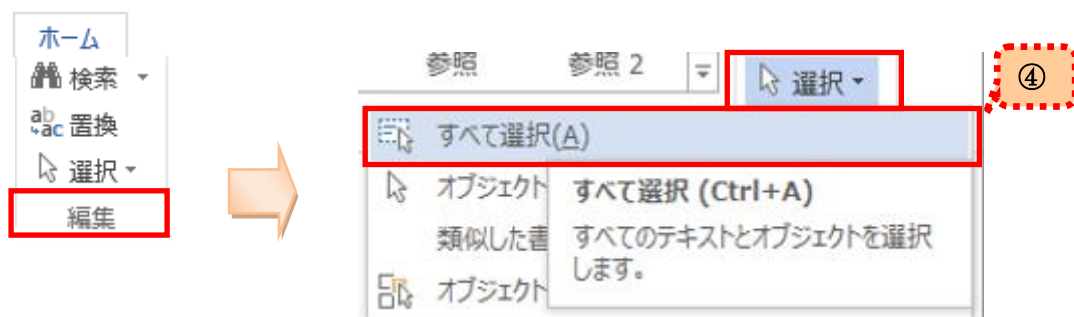 ホーム
検索
ab
ac 置換
選択
編集
参照 参照 2
選択
④
すべて選択(A)
オブジェクト
すべて選択 (Ctrl+A)
類似した書
すべてのテキストとオブジェクトを選択
します。
オブジェクト